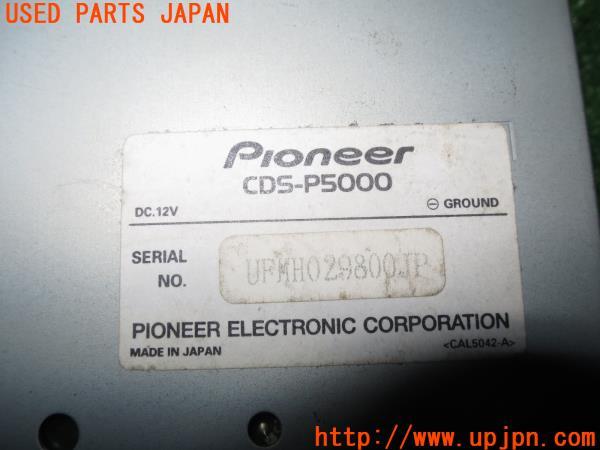 USED PARTS JAPAN
Pioneer
CDS-P5000
DC.12V
⊖ GROUND
SERIAL
NO.
UFMH029800JP
PIONEER ELECTRONIC CORPORATION
MADE IN JAPAN
<CAL5042-A>
UPJ
http://www.upjpn.com